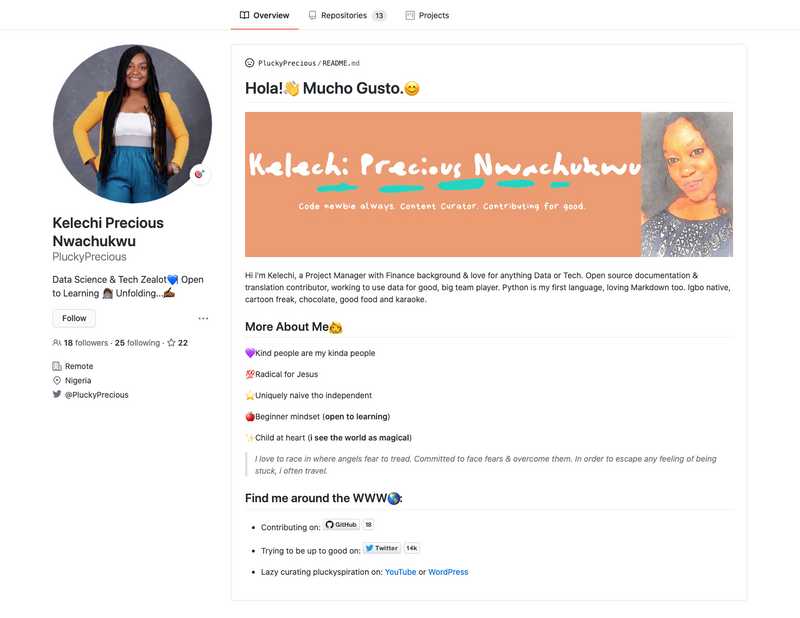 Overview Repositories 13 Projects
Kelechi Precious
Nwachukwu
PluckyPrecious
Data Science & Tech Zealot💙 Open
to Learning Unfolding...✍🏾
Follow
18 followers · 25 following · 22
Remote
Nigeria
@PluckyPrecious
PluckyPrecious/README.md
Hola!👋 Mucho Gusto.😊
Kelechi Precious Nwachukwu
Code newbie always. Content Curator. Contributing for good.
Hi I'm Kelechi, a Project Manager with Finance background & love for anything Data or Tech. Open source documentation &
translation contributor, working to use data for good, big team player. Python is my first language, loving Markdown too. Igbo native,
cartoon freak, chocolate, good food and karaoke.
More About Me
💜Kind people are my kinda people
💯Radical for Jesus
⭐Uniquely naive tho independent
🍎Beginner mindset (open to learning)
✨Child at heart (i see the world as magical)
I love to race in where angels fear to tread. Committed to face fears & overcome them. In order to escape any feeling of being
stuck, i often travel.
Find me around the WWW🌎:
• Contributing on: GitHub 18
• Trying to be up to good on: Twitter 14k
• Lazy curating pluckyspiration on: YouTube or WordPress